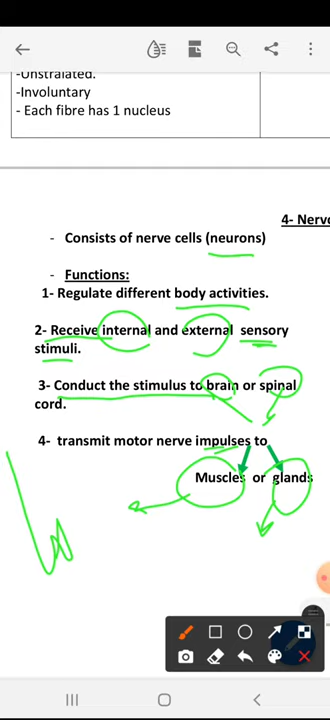 -Unstraiated.
-Involuntary
- Each fibre has 1 nucleus
4- Nervo
- Consists of nerve cells (neurons)
- Functions:
1- Regulate different body activities.
2- Receive internal and external sensory
stimuli.
3- Conduct the stimulus to brain or spinal
cord.
4- transmit motor nerve impulses to
Muscles or glands